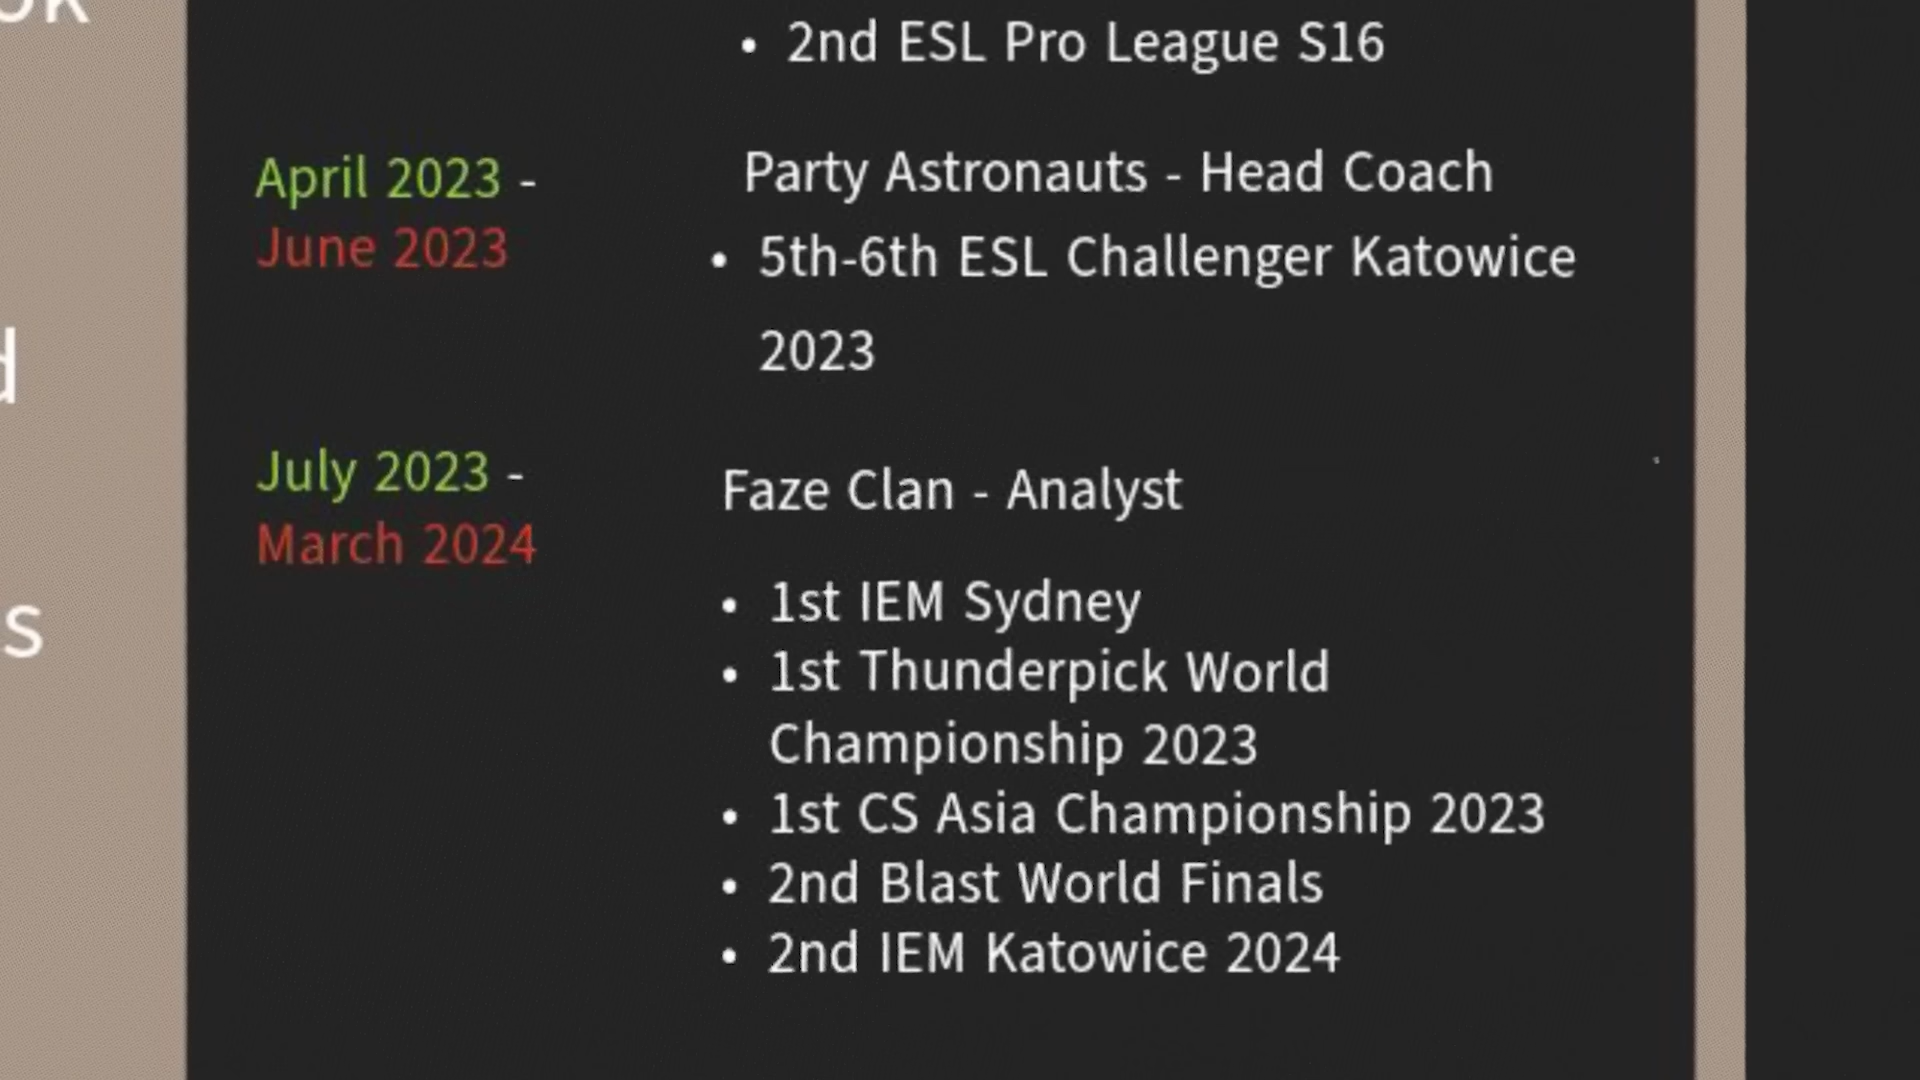 2nd ESL Pro League S16
April 2023 -
June 2023
Party Astronauts - Head Coach
5th-6th ESL Challenger Katowice
2023
July 2023 -
March 2024
Faze Clan - Analyst
1st IEM Sydney
1st Thunderpick World
Championship 2023
1st CS Asia Championship 2023
2nd Blast World Finals
2nd IEM Katowice 2024